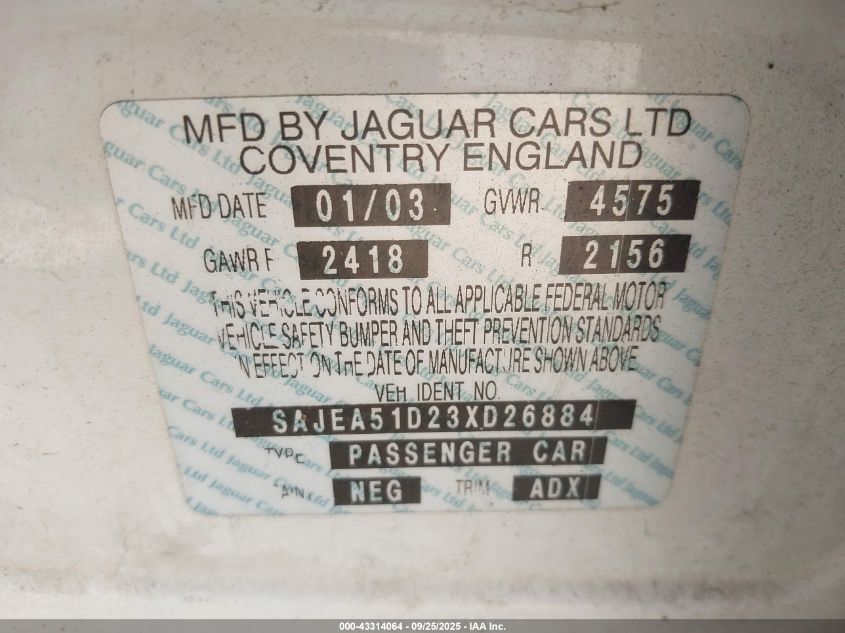 MFD BY JAGUAR CARS LTD
COVENTRY ENGLAND
MFD DATE 01/03 GVWR 4575
GAWR F 2418 R 2156
THIS VEHICLE CONFORMS TO ALL APPLICABLE FEDERAL MOTOR
VEHICLE SAFETY BUMPER AND THEFT PREVENTION STANDARDS
IN EFFECT ON THE DATE OF MANUFACTURE SHOWN ABOVE
VEH IDENT NO.
SAJEA51D23XD26884
TYPE PASSENGER CAR
NEG TRIM ADX
000-43314064 - 09/25/2025 - IAA Inc.